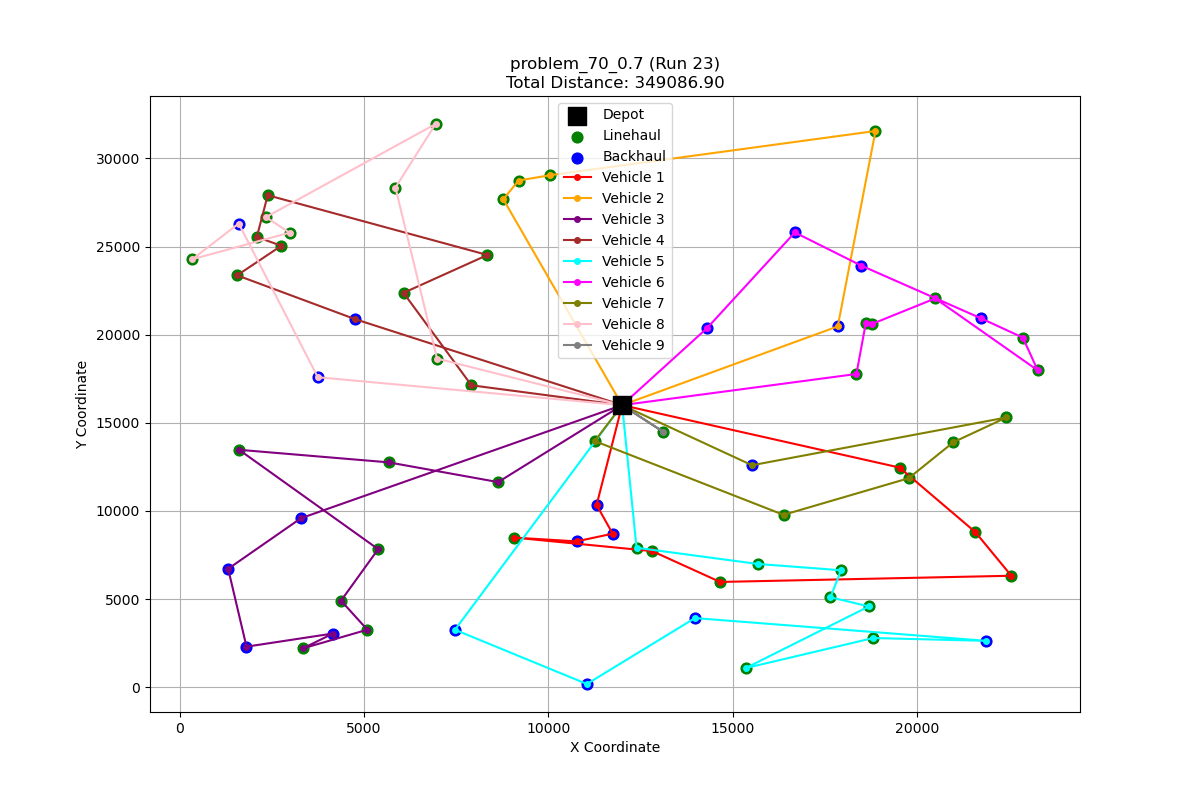 problem_70_0.7 (Run 23)
Total Distance: 349086.90
Depot
Linehaul
Backhaul
Vehicle 1
Vehicle 2
Vehicle 3
Vehicle 4
Vehicle 5
Vehicle 6
Vehicle 7
Vehicle 8
Vehicle 9
30000
25000
20000
15000
10000
5000
0
Y Coordinate
0
5000
10000
15000
20000
X Coordinate